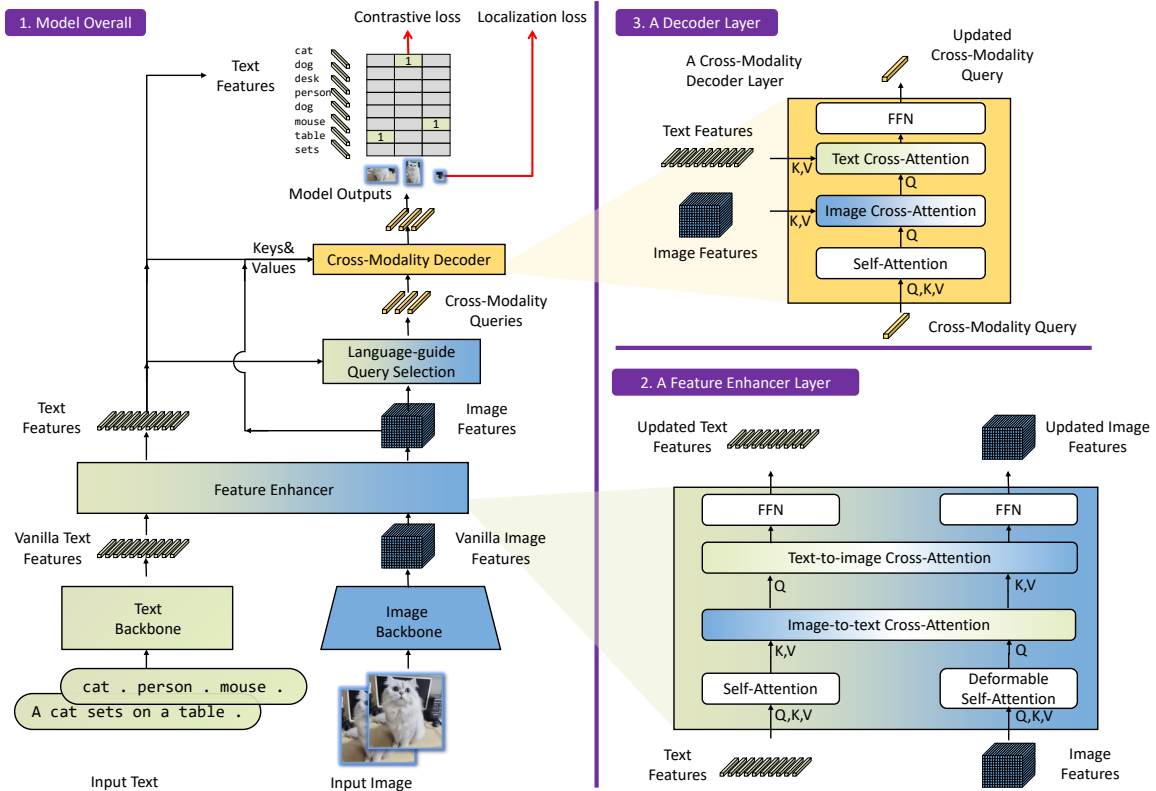 1. Model Overall
Contrastive loss
Localization loss
cat
dog
desk
person
dog
mouse
table
sets
1
1
1
Text
Features
Model Outputs
Keys&
Values
Cross-Modality Decoder
Cross-Modality
Queries
Language-guide
Query Selection
Text
Features
Image
Features
Feature Enhancer
Vanilla Text
Features
Vanilla Image
Features
Text
Backbone
Image
Backbone
cat . person . mouse .
A cat sets on a table .
Input Text
Input Image
3. A Decoder Layer
Updated
Cross-Modality
Query
A Cross-Modality
Decoder Layer
FFN
Text Features
Text Cross-Attention
K,V
Q
Image Cross-Attention
K,V
Q
Image Features
Self-Attention
Q,K,V
Cross-Modality Query
2. A Feature Enhancer Layer
Updated Text
Features
Updated Image
Features
FFN
FFN
Text-to-image Cross-Attention
Q
K,V
Image-to-text Cross-Attention
K,V
Q
Self-Attention
Deformable
Self-Attention
Q,K,V
Q,K,V
Text
Features
Image
Features